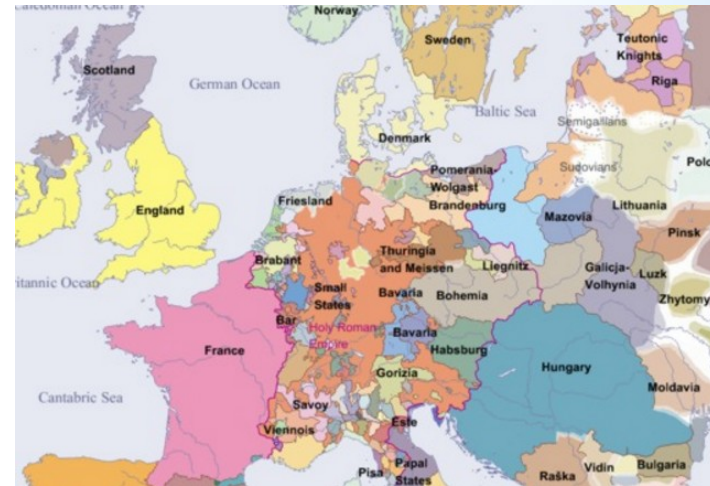 Norway
Sweden
Teutonic
Knights
Scotland
Riga
German Ocean
Baltic Sea
Semigallians
Denmark
Sudovians
Pomerania-
Wolgast
Friesland
Brandenburg
Lithuania
England
Mazovia
Pinsk
Thuringia
and Meissen
Brabant
Liegnitz
Galicja-
Volhynia
Luzk
Small
States
Bavaria
Bohemia
Zhytomy
Bar
Holy Roman
Empire
Bavaria
France
Habsburg
Hungary
Gorizia
Moldavia
Cantabric Sea
Savoy
Viennois
Este
Pisa
Papal
States
Raška
Vidin
Bulgaria